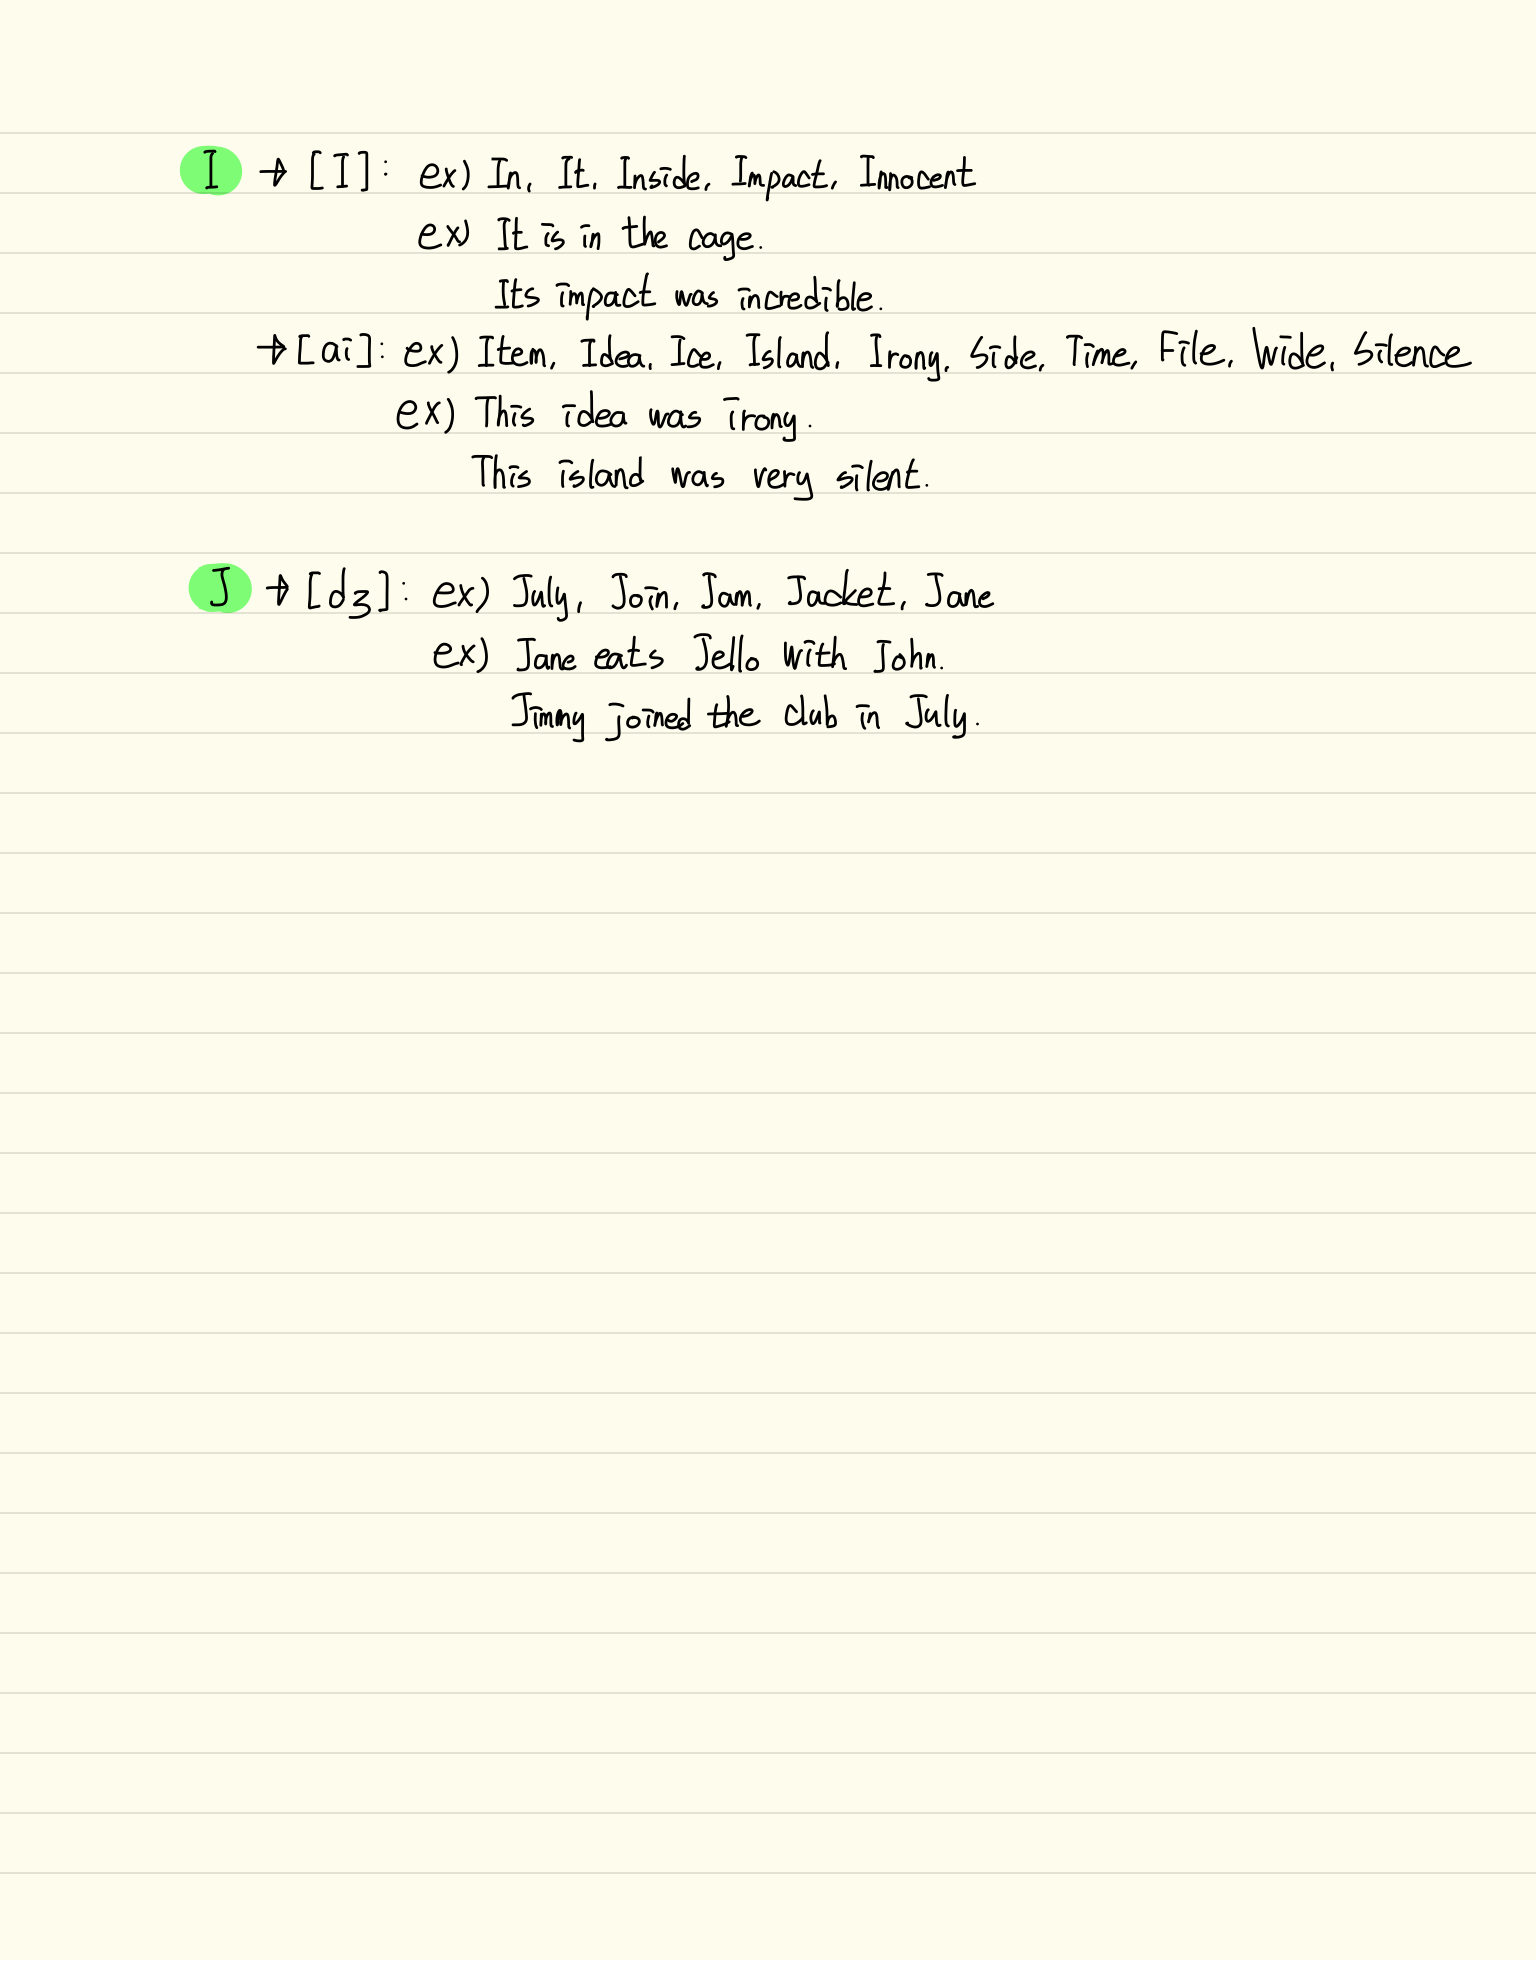 I → [I]: ex) In, It, Inside, Impact, Innocent
ex) It is in the cage.
Its impact was incredible.
→ [ai]: ex) Item, Idea, Ice, Island, Irony, Side, Time, File, Wide, Silence
ex) This idea was irony.
This island was very silent.
J → [dʒ]: ex) July, Join, Jam, Jacket, Jane
ex) Jane eats Jello with John.
Jimmy joined the club in July.